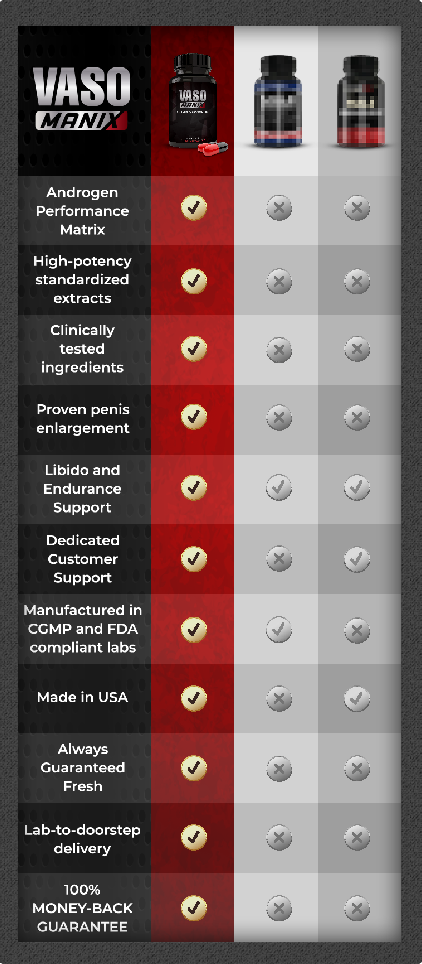 VASO
MANIX
VASO
MANIX
Androgen
Performance
Matrix
High-potency
standardized
extracts
Clinically
tested
ingredients
Proven penis
enlargement
Libido and
Endurance
Support
Dedicated
Customer
Support
Manufactured in
CGMP and FDA
compliant labs
Made in USA
Always
Guaranteed
Fresh
Lab-to-doorstep
delivery
100%
MONEY-BACK
GUARANTEE